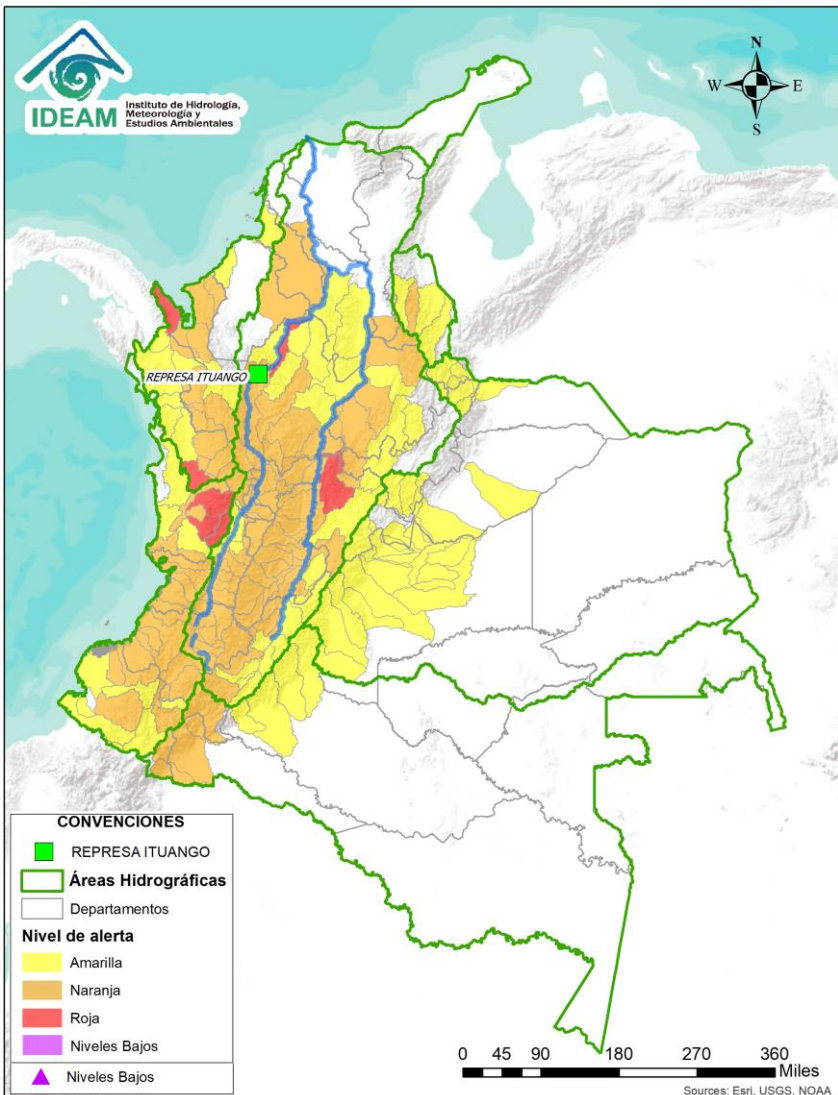 IDEAM
Instituto de Hidrología,
Meteorología y
Estudios Ambientales
N
W
E
S
REPRESA ITUANGO
CONVENCIONES
REPRESA ITUANGO
Áreas Hidrográficas
Departamentos
Nivel de alerta
Amarilla
Naranja
Roja
Niveles Bajos
Niveles Bajos
0 45 90 180 270 360
Miles
Sources: Esri, USGS, NOAA